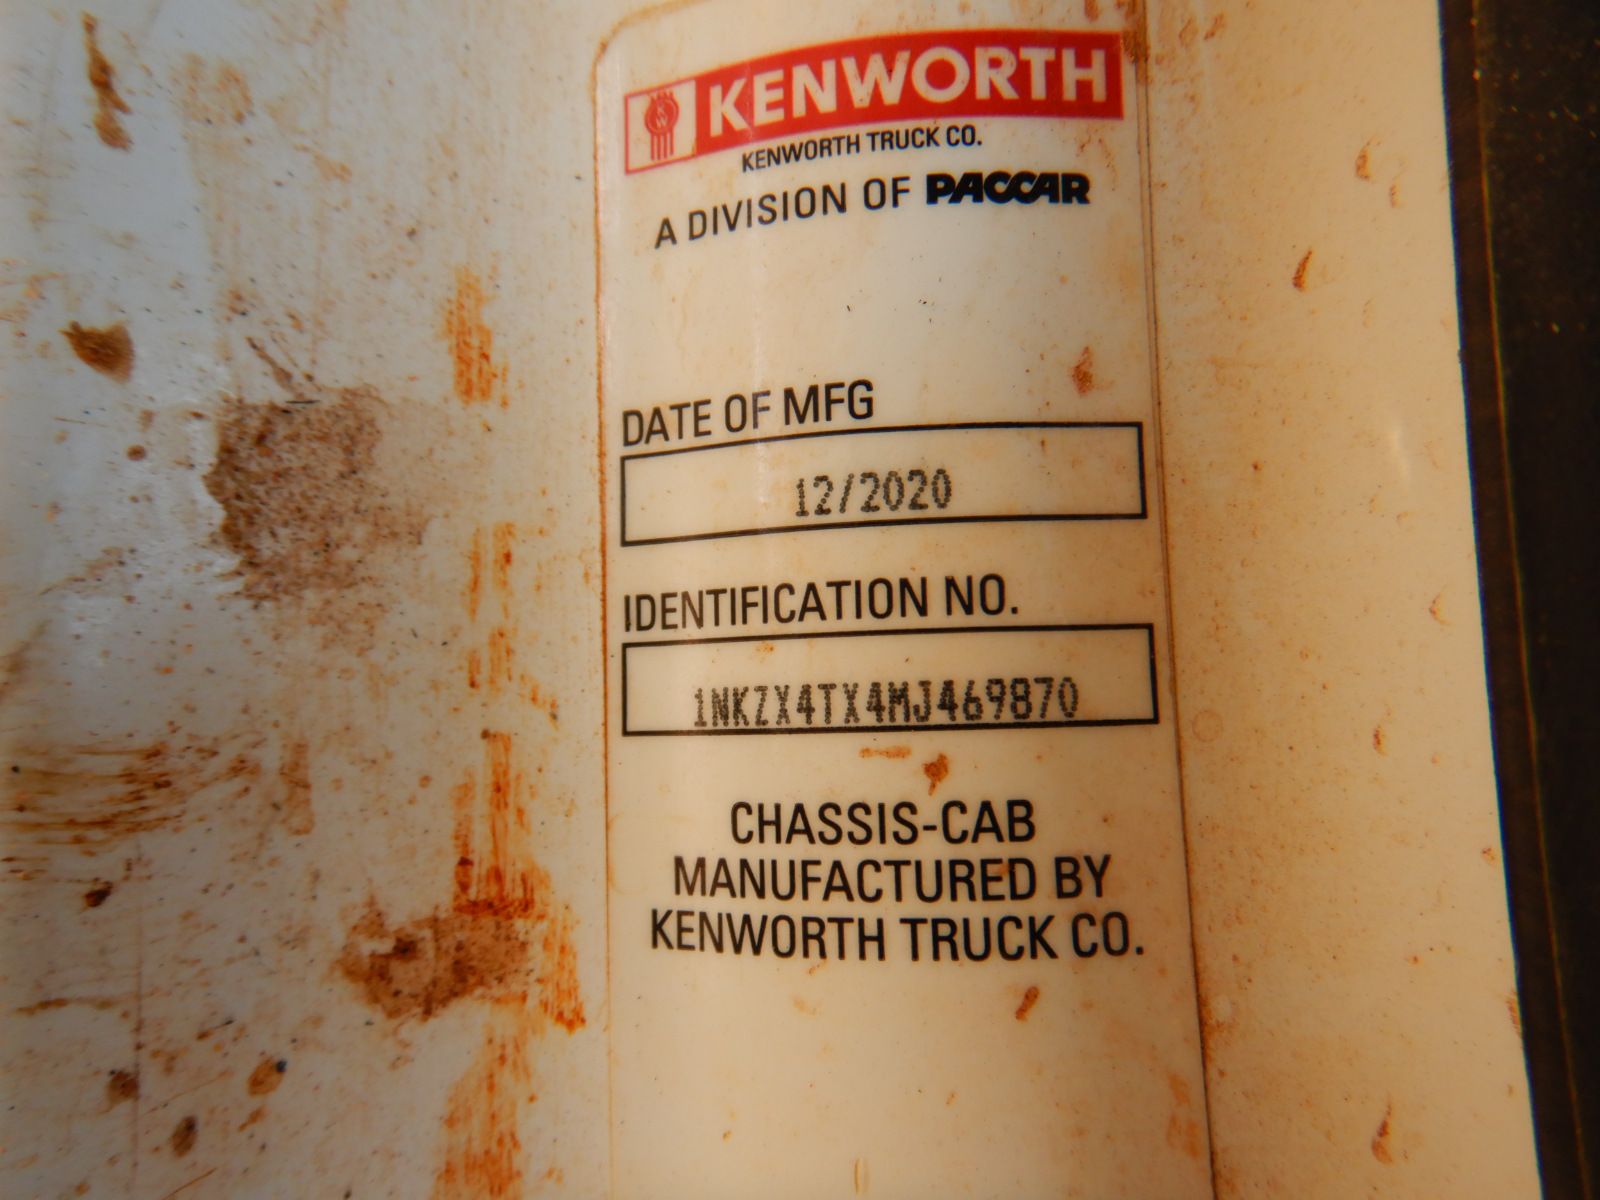 KENWORTH
KENWORTH TRUCK CO.
A DIVISION OF PACCAR
DATE OF MFG
12/2020
IDENTIFICATION NO.
1NKZX4TX4MJ469870
CHASSIS-CAB
MANUFACTURED BY
KENWORTH TRUCK CO.